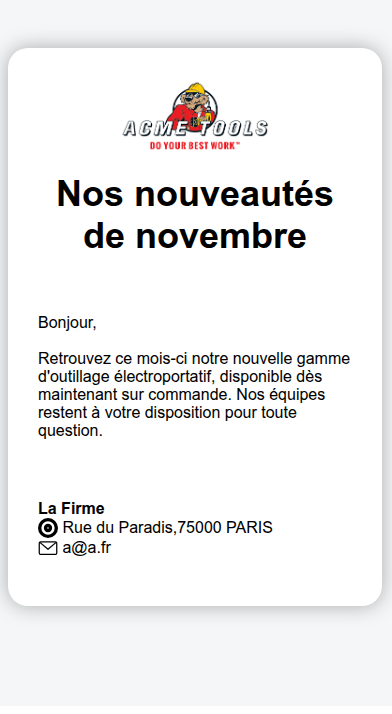 ACME TOOLS
DO YOUR BEST WORK™
Nos nouveautés
de novembre
Bonjour,
Retrouvez ce mois-ci notre nouvelle gamme
d'outillage électroportatif, disponible dès
maintenant sur commande. Nos équipes
restent à votre disposition pour toute
question.
La Firme
Rue du Paradis,75000 PARIS
a@a.fr